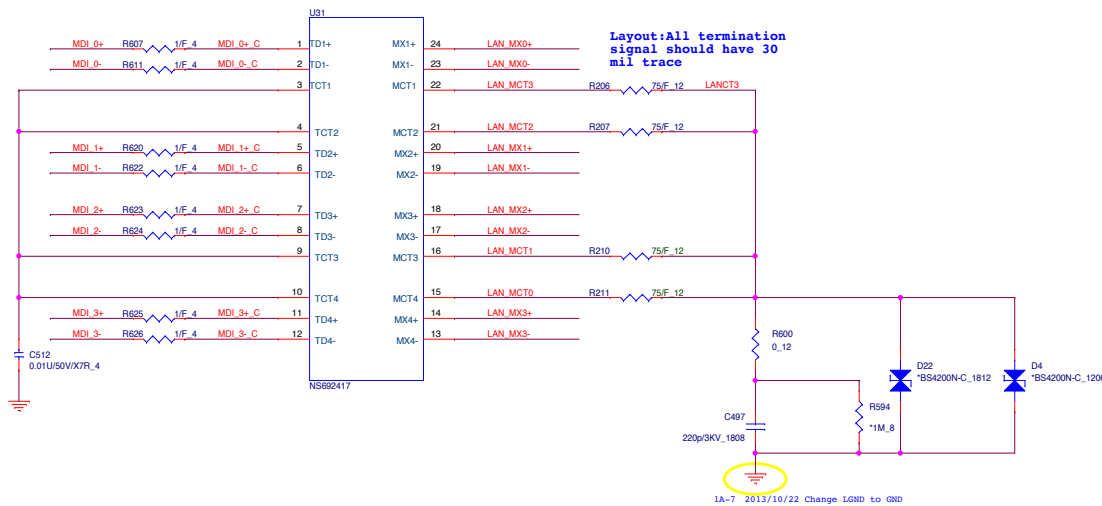 U31
Layout:All termination
signal should have 30
mil trace
MDI_0+ R607 1/F_4 MDI_0+_C 1 TD1+ MX1+ 24 LAN_MX0+
MDI_0- R611 1/F_4 MDI_0-_C 2 TD1- MX1- 23 LAN_MX0-
3 TCT1 MCT1 22 LAN_MCT3 R206 75/F_12 LANCT3
4 TCT2 MCT2 21 LAN_MCT2 R207 75/F_12
MDI_1+ R620 1/F_4 MDI_1+_C 5 TD2+ MX2+ 20 LAN_MX1+
MDI_1- R622 1/F_4 MDI_1-_C 6 TD2- MX2- 19 LAN_MX1-
MDI_2+ R623 1/F_4 MDI_2+_C 7 TD3+ MX3+ 18 LAN_MX2+
MDI_2- R624 1/F_4 MDI_2-_C 8 TD3- MX3- 17 LAN_MX2-
9 TCT3 MCT3 16 LAN_MCT1 R210 75/F_12
10 TCT4 MCT4 15 LAN_MCT0 R211 75/F_12
MDI_3+ R625 1/F_4 MDI_3+_C 11 TD4+ MX4+ 14 LAN_MX3+
MDI_3- R626 1/F_4 MDI_3-_C 12 TD4- MX4- 13 LAN_MX3-
R600
0_12
C512
0.01U/50V/X7R_4
D22
*BS4200N-C_1812
D4
*BS4200N-C_120
NS692417
R594
*1M_8
C497
220p/3KV_1808
1A-7 2013/10/22 Change LGND to GND